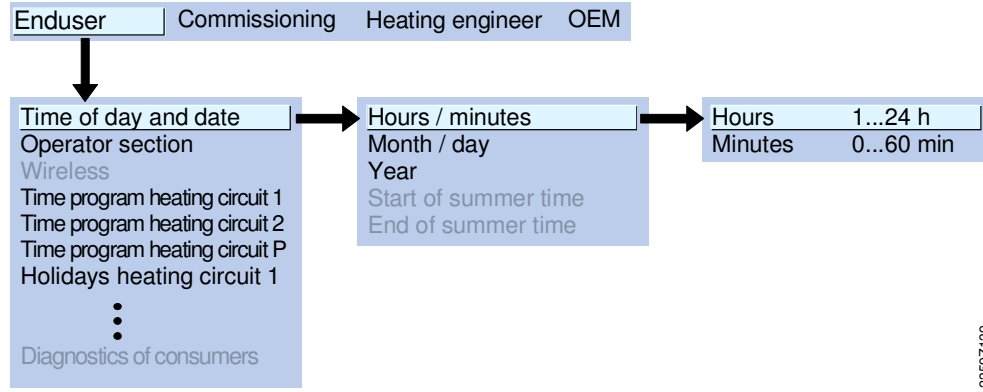 Enduser Commissioning Heating engineer OEM
Time of day and date
Operator section
Wireless
Time program heating circuit 1
Time program heating circuit 2
Time program heating circuit P
Holidays heating circuit 1
Diagnostics of consumers
Hours / minutes
Month / day
Year
Start of summer time
End of summer time
Hours 1...24 h
Minutes 0...60 min